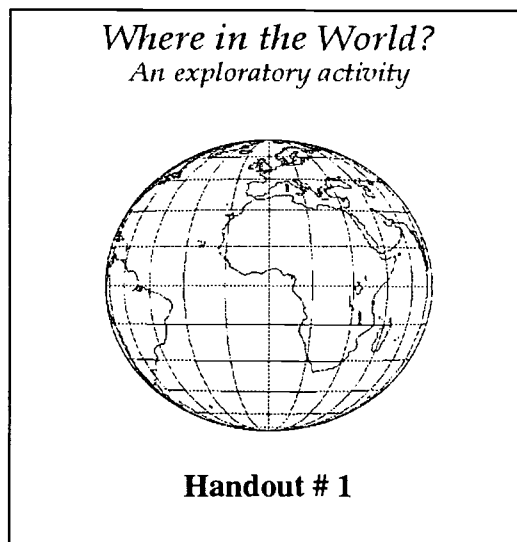 Where in the World?
An exploratory activity
Handout # 1